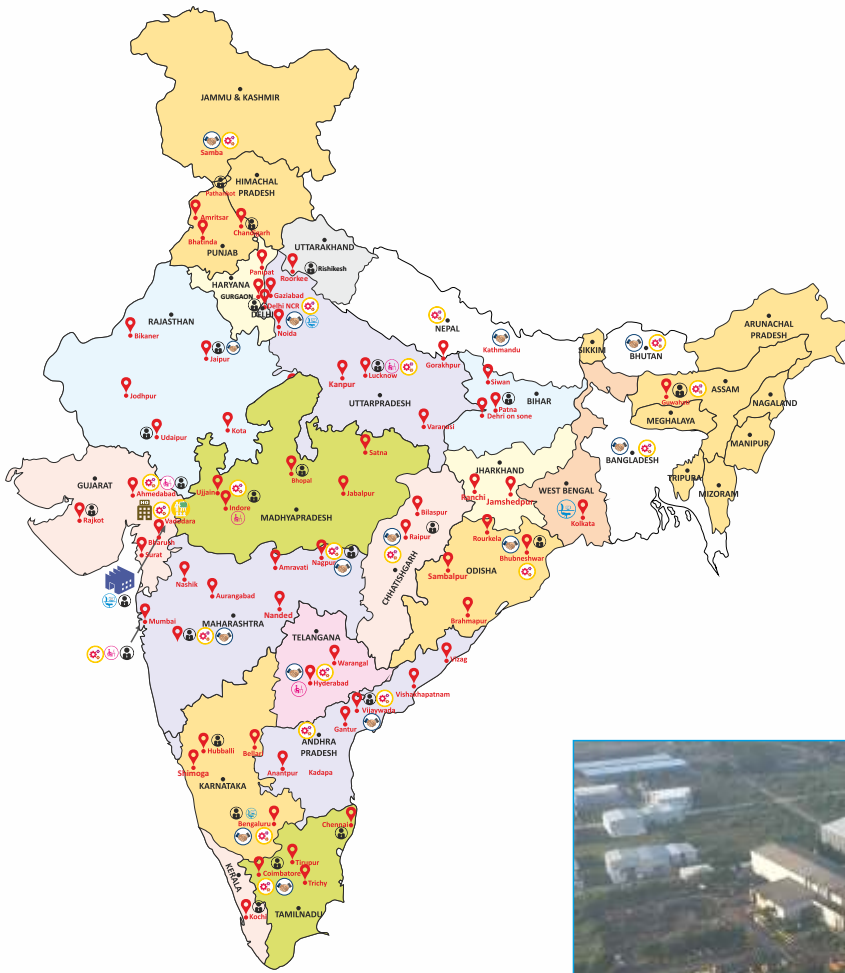 JAMMU & KASHMIR
Samba
Pathankot
HIMACHAL
PRADESH
Amritsar
Chandigarh
Bhatinda
PUNJAB
UTTARAKHAND
Panipat
Roorkee
Rishikesh
HARYANA
GURGAON
Gaziabad
Delhi NCR
DELHI
Noida
NEPAL
Kathmandu
RAJASTHAN
Bikaner
Jaipur
Jodhpur
Udaipur
Kota
Kanpur
Lucknow
Gorakhpur
UTTARPRADESH
Varanasi
Siwan
BIHAR
Patna
Dehri on sone
SIKKIM
BHUTAN
ARUNACHAL
PRADESH
ASSAM
Guwahati
NAGALAND
MEGHALAYA
MANIPUR
BANGLADESH
TRIPURA
MIZORAM
GUJARAT
Ahmedabad
Rajkot
Vadodara
Bharuch
Surat
Ujjain
Indore
Bhopal
Satna
Jabalpur
MADHYAPRADESH
JHARKHAND
Ranchi
Jamshedpur
WEST BENGAL
Kolkata
Bilaspur
Raipur
CHHATISHGARH
Rourkela
Bhubneshwar
Sambalpur
ODISHA
Brahmapur
Nashik
Amravati
Nagpur
Aurangabad
Nanded
Mumbai
MAHARASHTRA
TELANGANA
Warangal
Hyderabad
Vizag
Vishakhapatnam
Vijaywada
Gantur
ANDHRA
PRADESH
Anantpur
Kadapa
Hubballi
Bellari
Shimoga
KARNATAKA
Bengaluru
Chennai
Tirupur
Coimbatore
Trichy
KERALA
Kochi
TAMILNADU